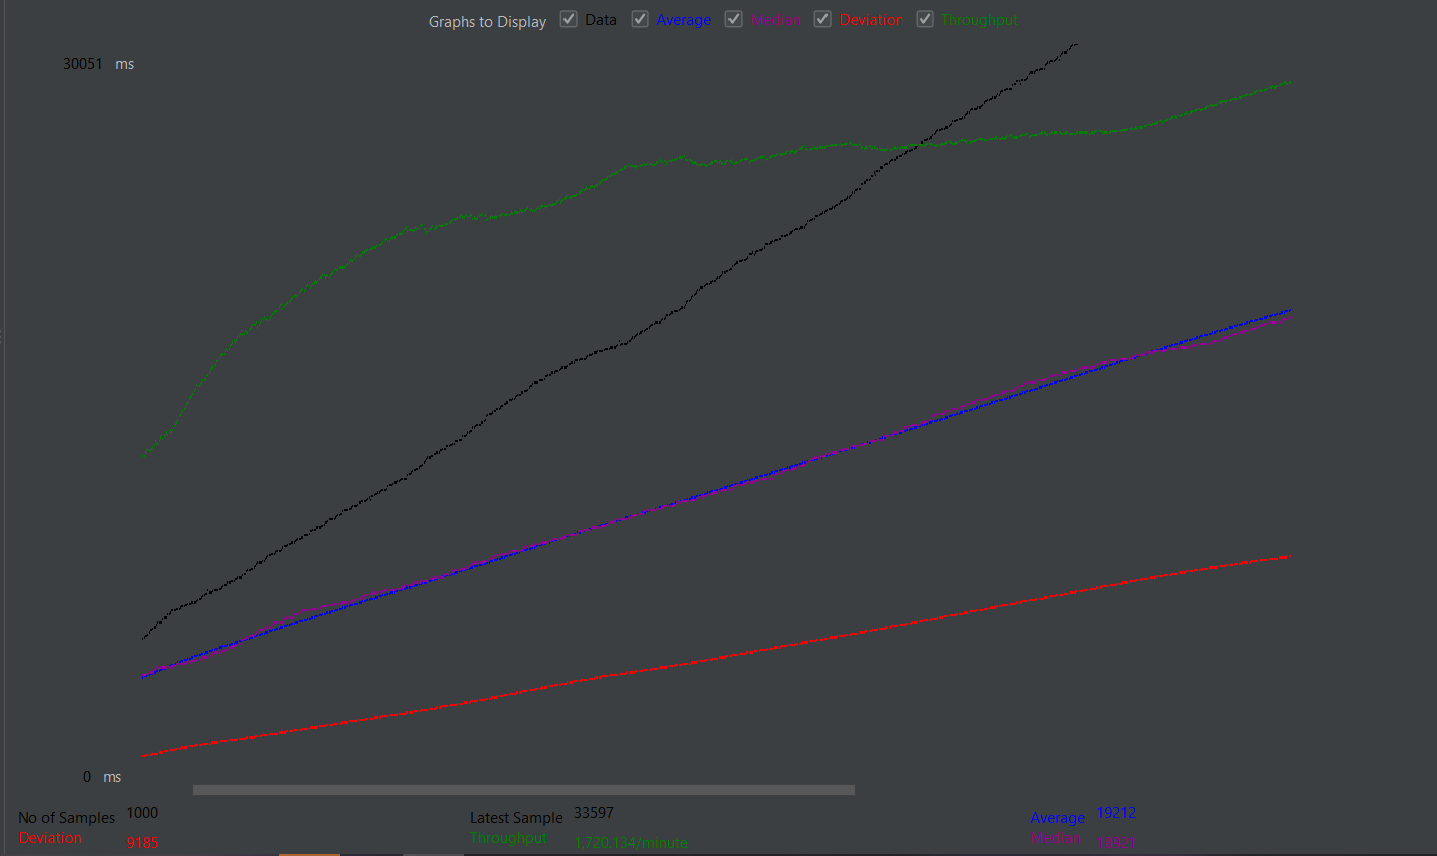 Graphs to Display Data Average Median Deviation Throughput
30051 ms
0 ms
No of Samples 1000 Latest Sample 33597 Average 19212
Deviation 9185 Throughput 1,720.134/minute Median